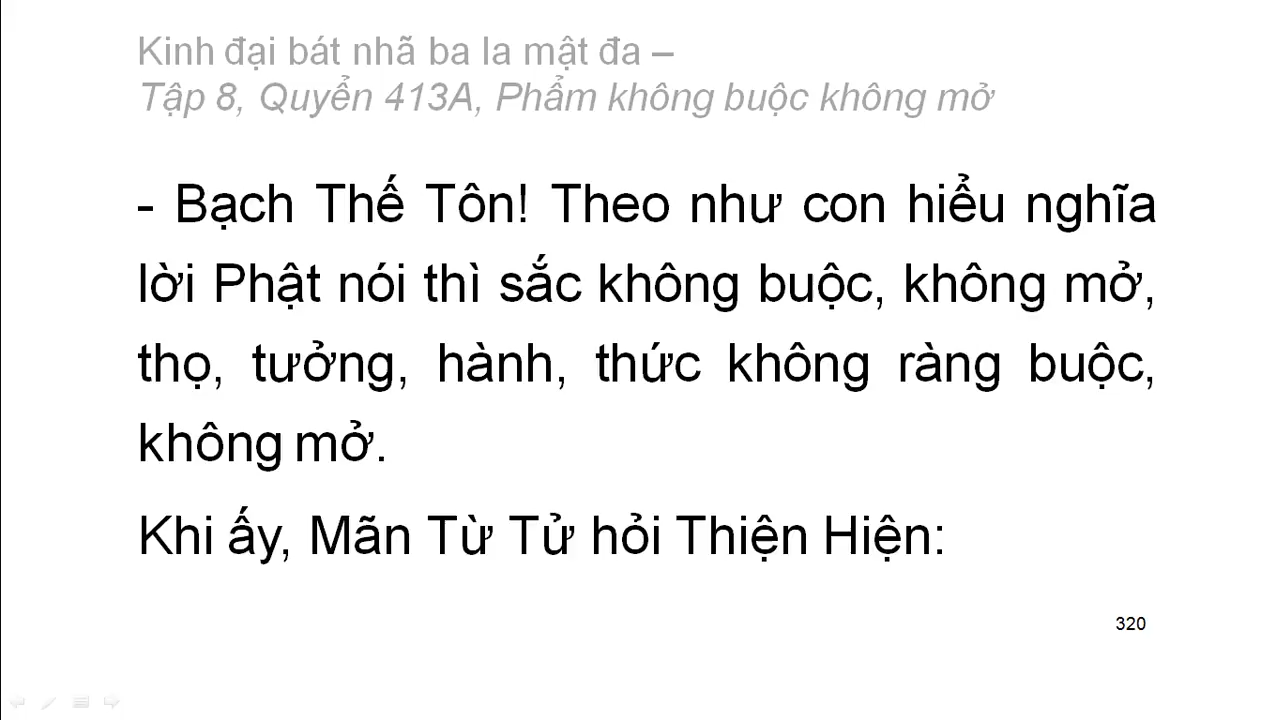 Kinh đại bát nhã ba la mật đa –
Tập 8, Quyển 413A, Phẩm không buộc không mở
- Bạch Thế Tôn! Theo như con hiểu nghĩa
lời Phật nói thì sắc không buộc, không mở,
thọ, tưởng, hành, thức không ràng buộc,
không mở.
Khi ấy, Mãn Từ Tử hỏi Thiện Hiện:
320